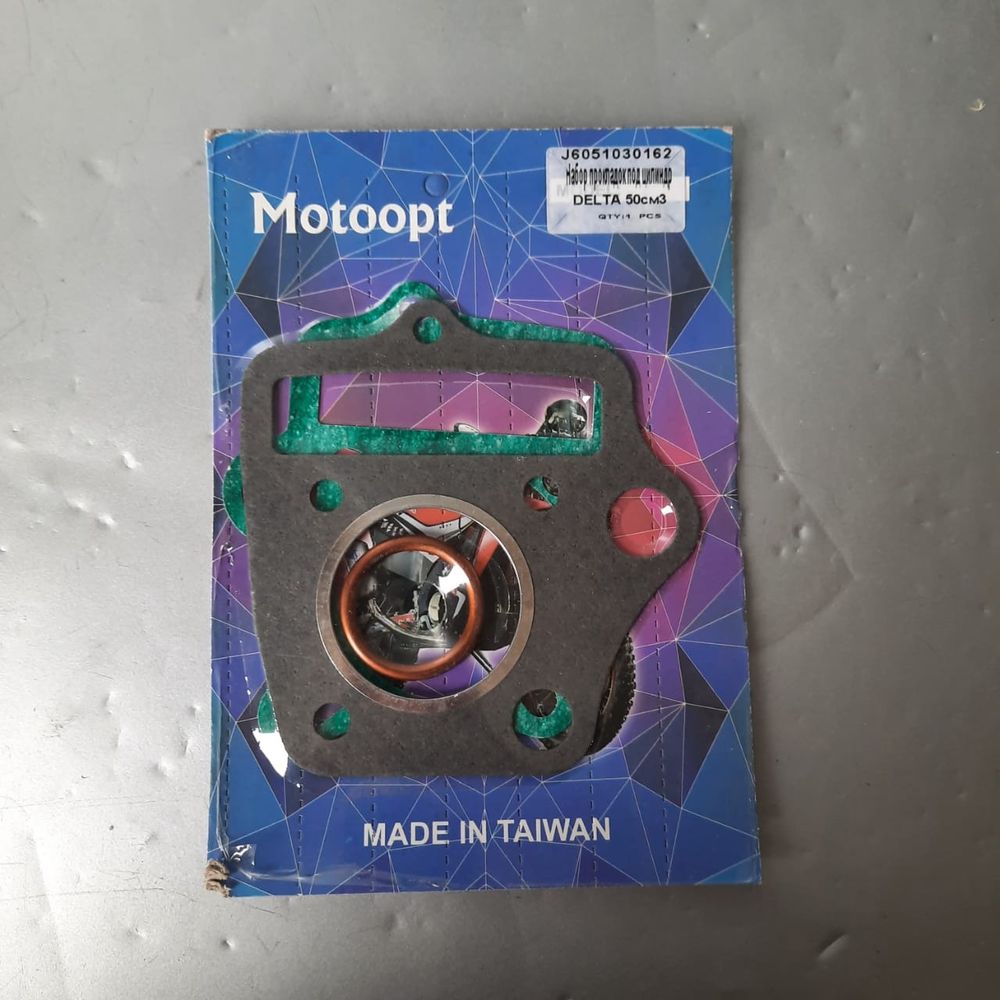 J6051030162
Набор прокладок под цилиндр
DELTA 50см3
QTY:1 PCS
Motoopt
MADE IN TAIWAN